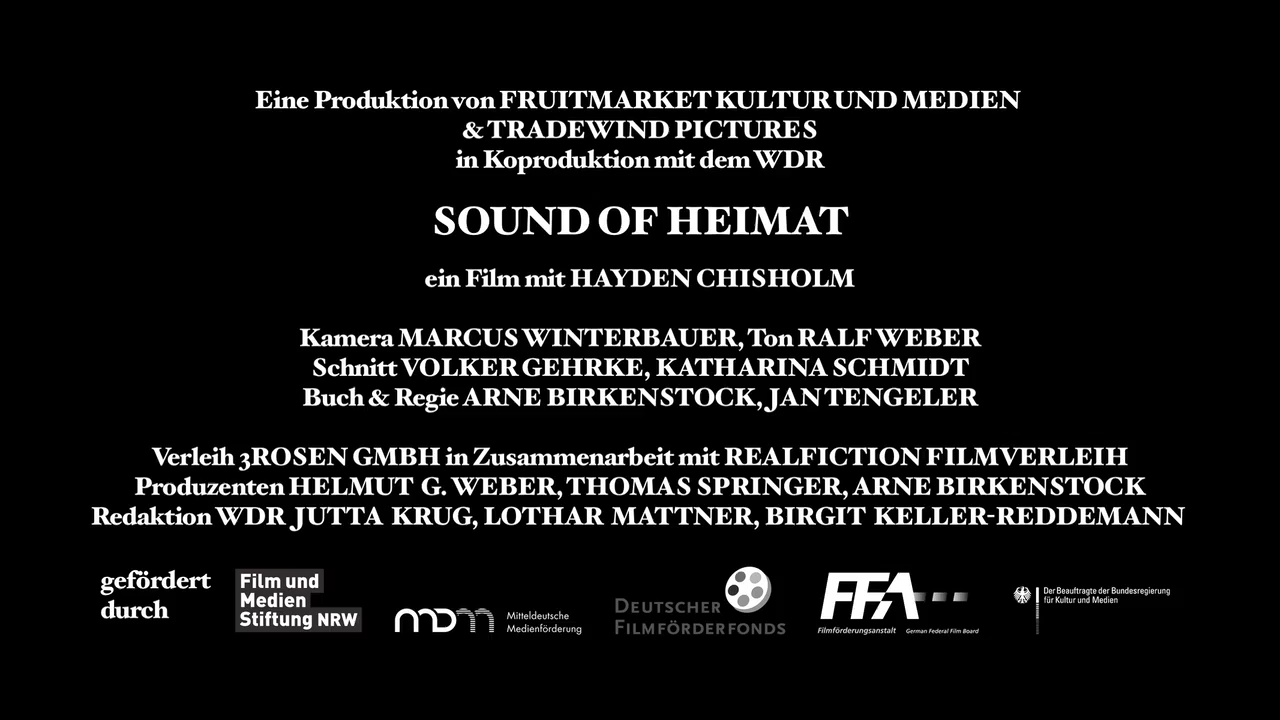 Eine Produktion von FRUITMARKET KULTUR UND MEDIEN
& TRADEWIND PICTURES
in Koproduktion mit dem WDR
SOUND OF HEIMAT
ein Film mit HAYDEN CHISHOLM
Kamera MARCUS WINTERBAUER, Ton RALF WEBER
Schnitt VOLKER GEHRKE, KATHARINA SCHMIDT
Buch & Regie ARNE BIRKENSTOCK, JAN TENGELER
Verleih 3ROSEN GMBH in Zusammenarbeit mit REALFICTION FILMVERLEIH
Produzenten HELMUT G. WEBER, THOMAS SPRINGER, ARNE BIRKENSTOCK
Redaktion WDR JUTTA KRUG, LOTHAR MATTNER, BIRGIT KELLER-REDDEMANN
gefördert
durch
Film und
Medien
Stiftung NRW
mdm
Mitteldeutsche
Medienförderung
DEUTSCHER
FILMFÖRDERFONDS
FFA
Filmförderungsanstalt German Federal Film Board
Der Beauftragte der Bundesregierung
für Kultur und Medien